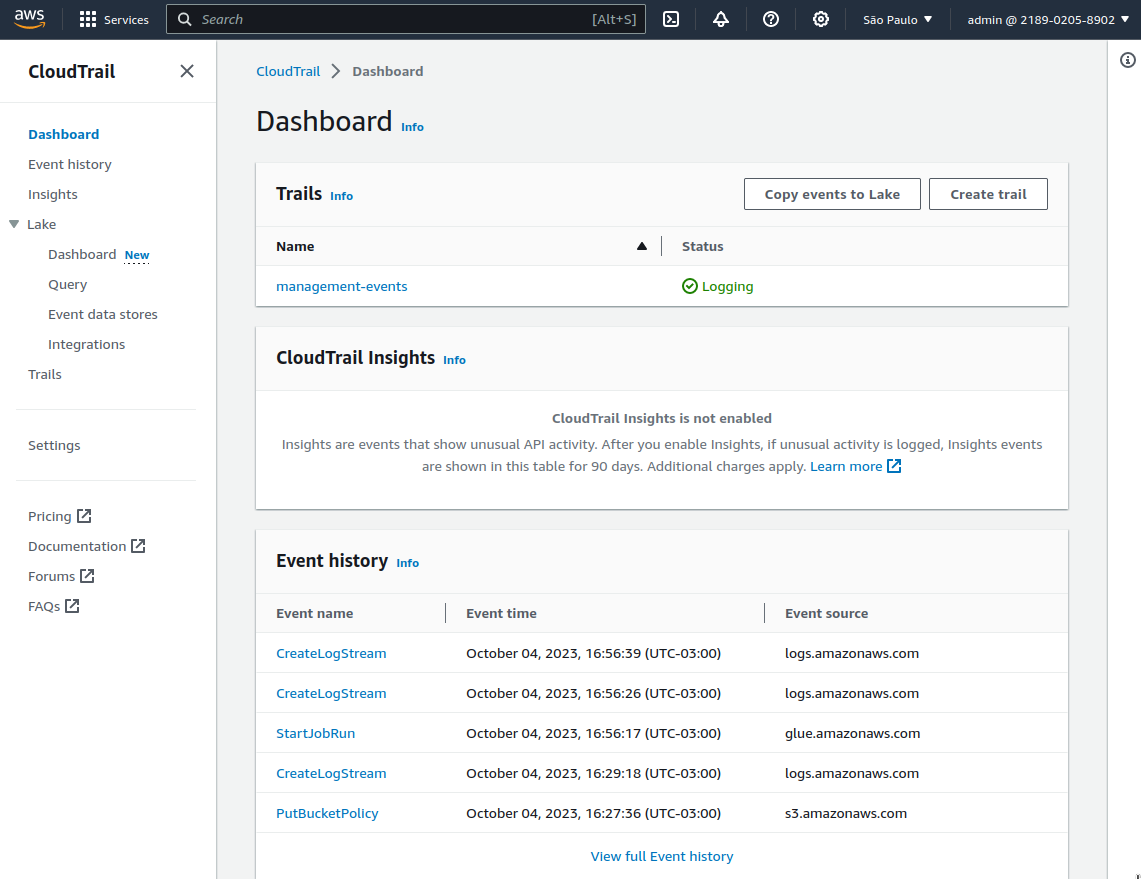 aws Services Search [Alt+S] São Paulo admin @ 2189-0205-8902
CloudTrail
Dashboard
Event history
Insights
Lake
Dashboard New
Query
Event data stores
Integrations
Trails
Settings
Pricing
Documentation
Forums
FAQs
CloudTrail Dashboard
Dashboard Info
Trails Info Copy events to Lake Create trail
Name Status
management-events Logging
CloudTrail Insights Info
CloudTrail Insights is not enabled
Insights are events that show unusual API activity. After you enable Insights, if unusual activity is logged, Insights events
are shown in this table for 90 days. Additional charges apply. Learn more
Event history Info
Event name Event time Event source
CreateLogStream October 04, 2023, 16:56:39 (UTC-03:00) logs.amazonaws.com
CreateLogStream October 04, 2023, 16:56:26 (UTC-03:00) logs.amazonaws.com
StartJobRun October 04, 2023, 16:56:17 (UTC-03:00) glue.amazonaws.com
CreateLogStream October 04, 2023, 16:29:18 (UTC-03:00) logs.amazonaws.com
PutBucketPolicy October 04, 2023, 16:27:36 (UTC-03:00) s3.amazonaws.com
View full Event history